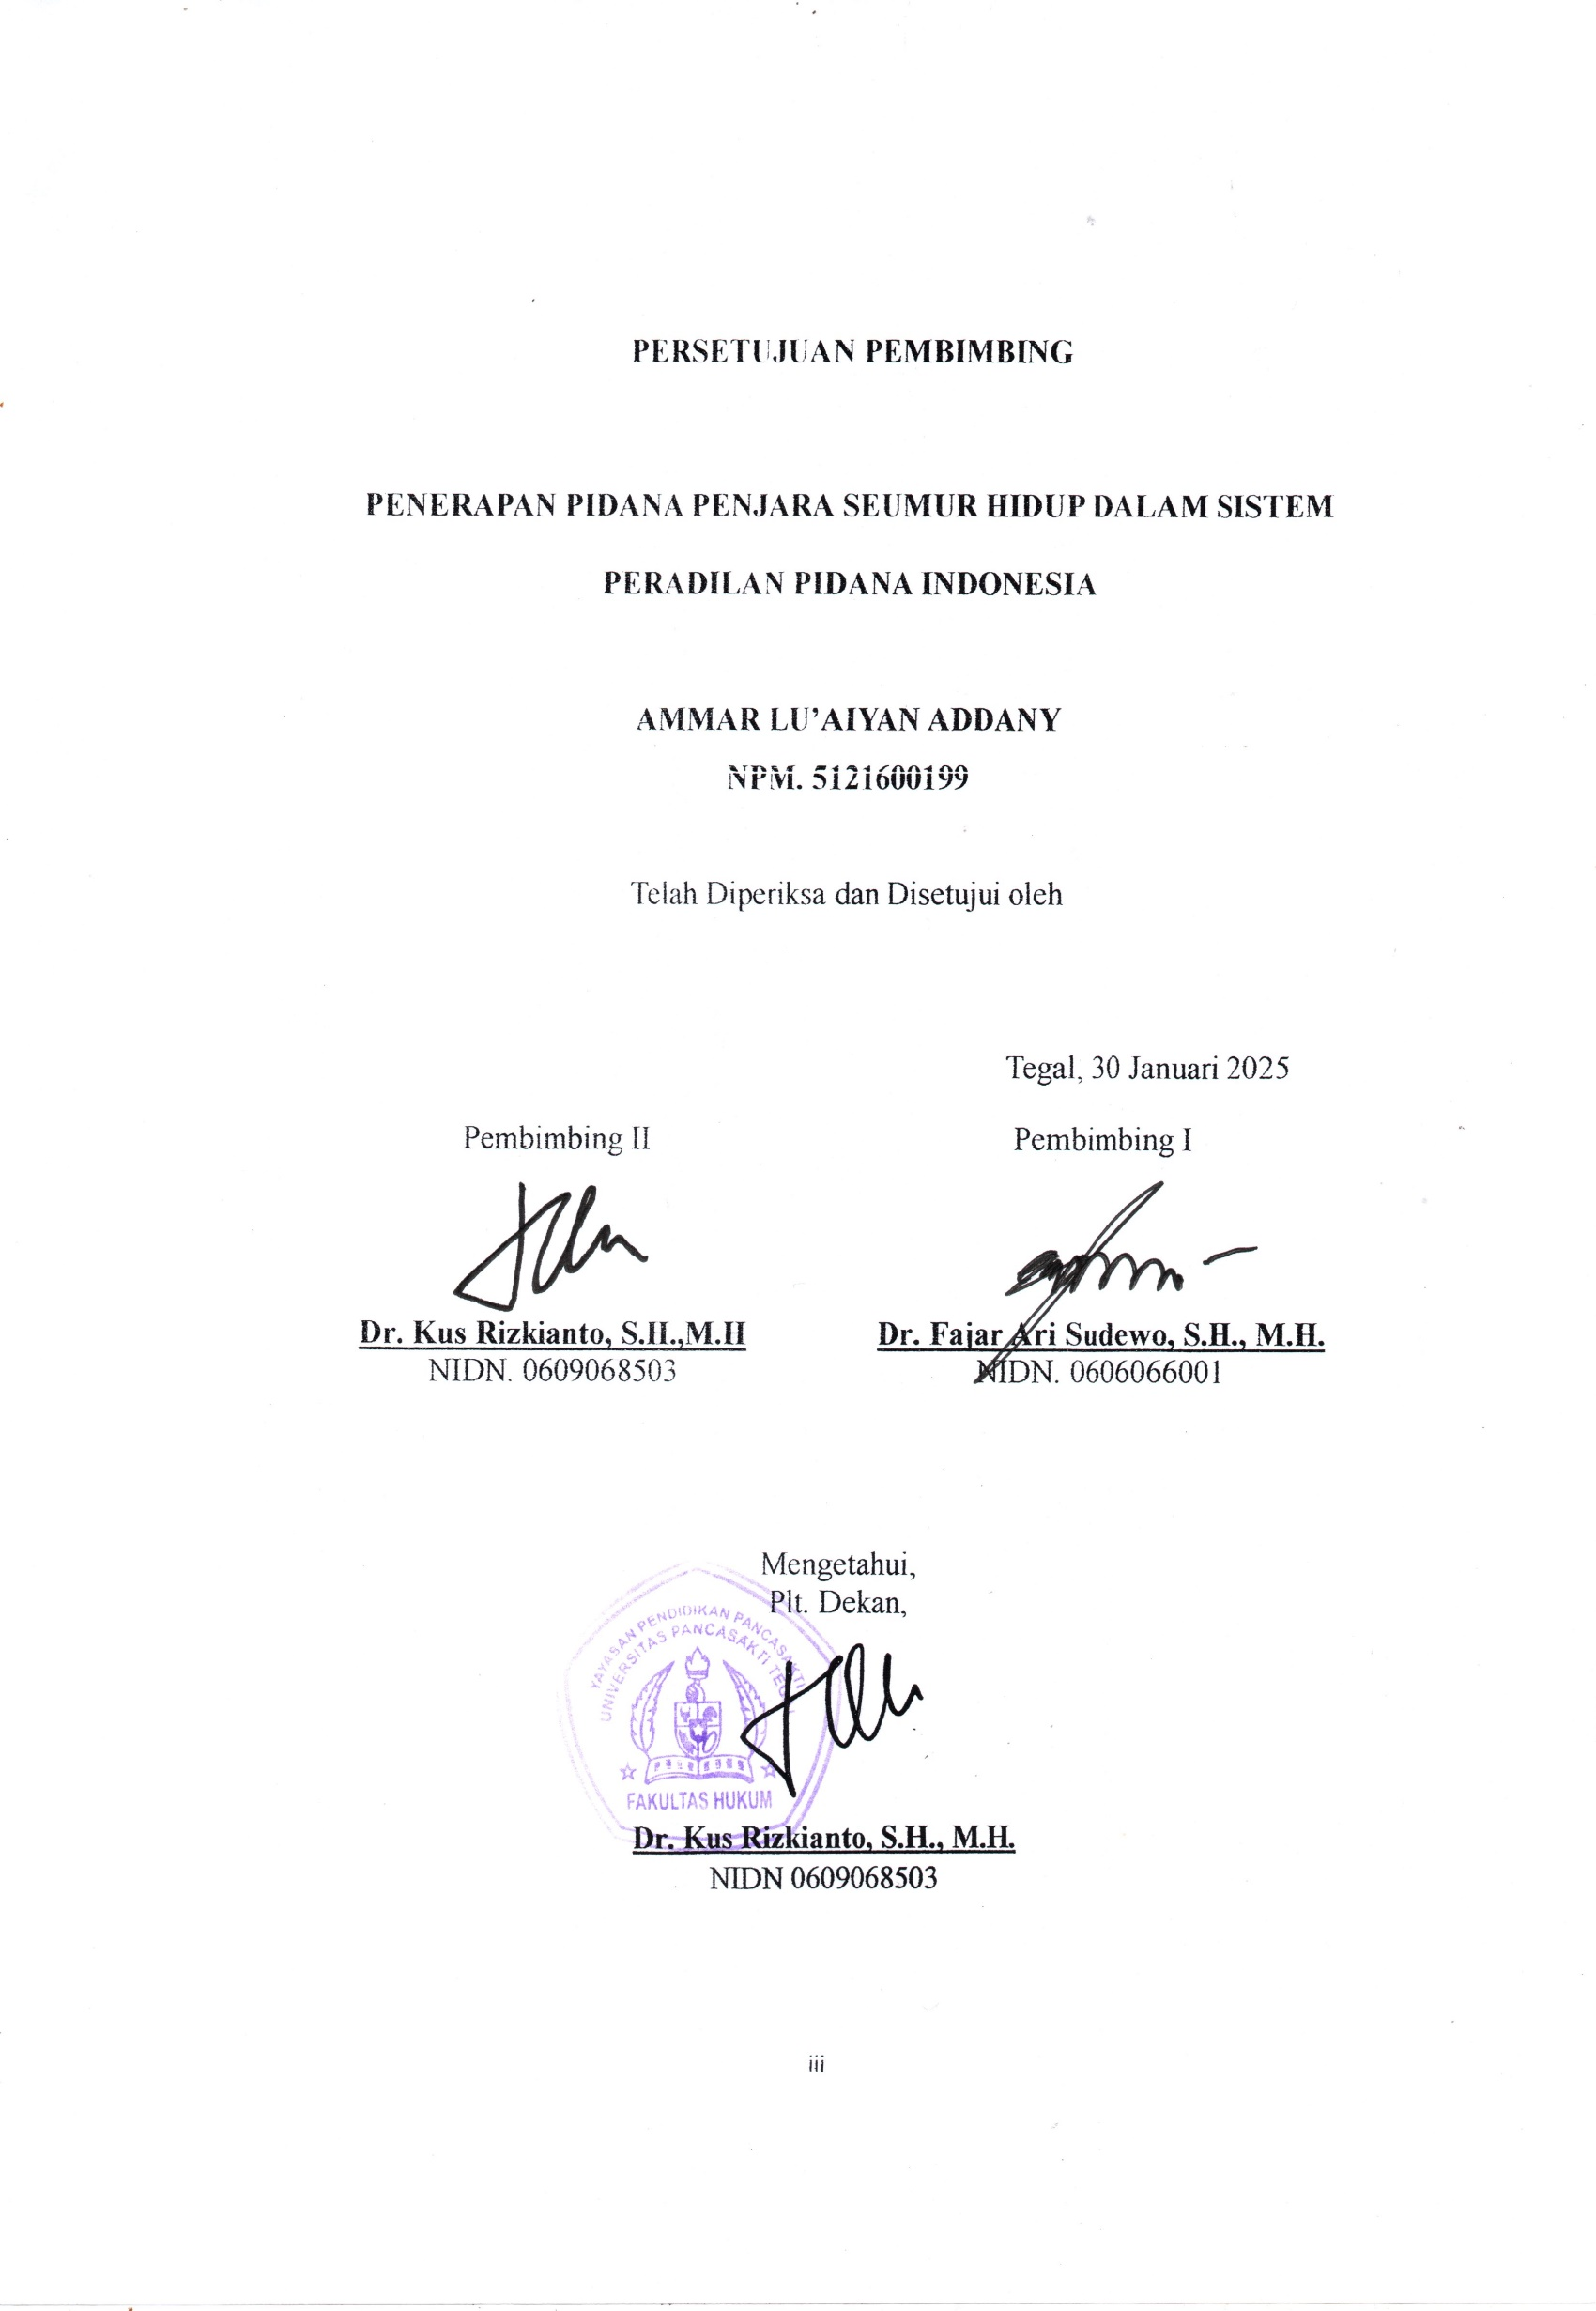 PERSETUJUAN PEMBIMBING
PENERAPAN PIDANA PENJARA SEUMUR HIDUP DALAM SISTEM
PERADILAN PIDANA INDONESIA
AMMAR LU'AIYAN ADDANY
NPM. 5121600199
Telah Diperiksa dan Disetujui oleh
Tegal, 30 Januari 2025
Pembimbing II
Pembimbing I
Dr. Kus Rizkianto, S.H.,M.H
NIDN. 0609068503
Dr. Fajar Ari Sudewo, S.H., M.H.
NIDN. 0606066001
Mengetahui,
Plt. Dekan,
YAYASAN PENDIDIKAN PANCASAKTI
UNIVERSITAS PANCASAKTI
FAKULTAS HUKUM
Dr. Kus Rizkianto, S.H., M.H.
NIDN 0609068503
iii